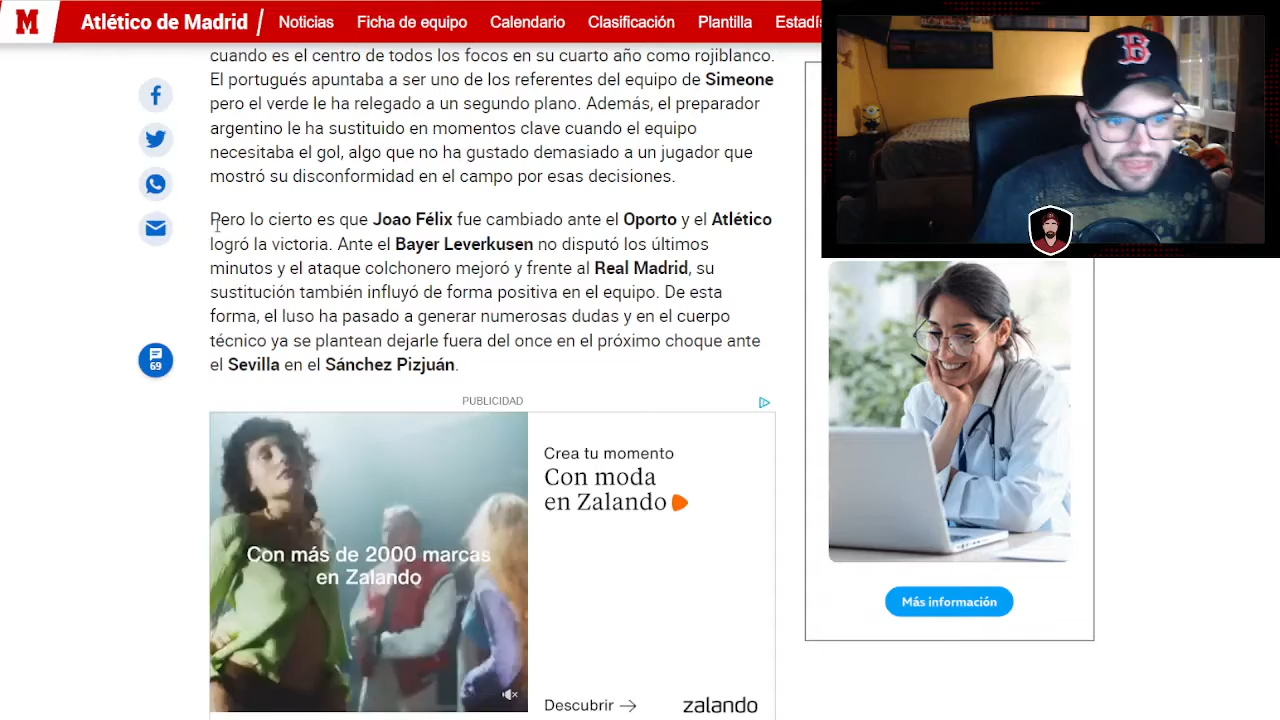 M
Atlético de Madrid
Noticias
Ficha de equipo
Calendario
Clasificación
Plantilla
cuando es el centro de todos los focos en su cuarto año como rojiblanco.
El portugués apuntaba a ser uno de los referentes del equipo de Simeone
pero el verde le ha relegado a un segundo plano. Además, el preparador
argentino le ha sustituido en momentos clave cuando el equipo
necesitaba el gol, algo que no ha gustado demasiado a un jugador que
mostró su disconformidad en el campo por esas decisiones.
Pero lo cierto es que Joao Félix fue cambiado ante el Oporto y el Atlético
logró la victoria. Ante el Bayer Leverkusen no disputó los últimos
minutos y el ataque colchonero mejoró y frente al Real Madrid, su
sustitución también influyó de forma positiva en el equipo. De esta
forma, el luso ha pasado a generar numerosas dudas y en el cuerpo
técnico ya se plantean dejarle fuera del once en el próximo choque ante
el Sevilla en el Sánchez Pizjuán.
69
PUBLICIDAD
Con más de 2000 marcas
en Zalando
Crea tu momento
Con moda
en Zalando
Descubrir
zalando
Más información
B